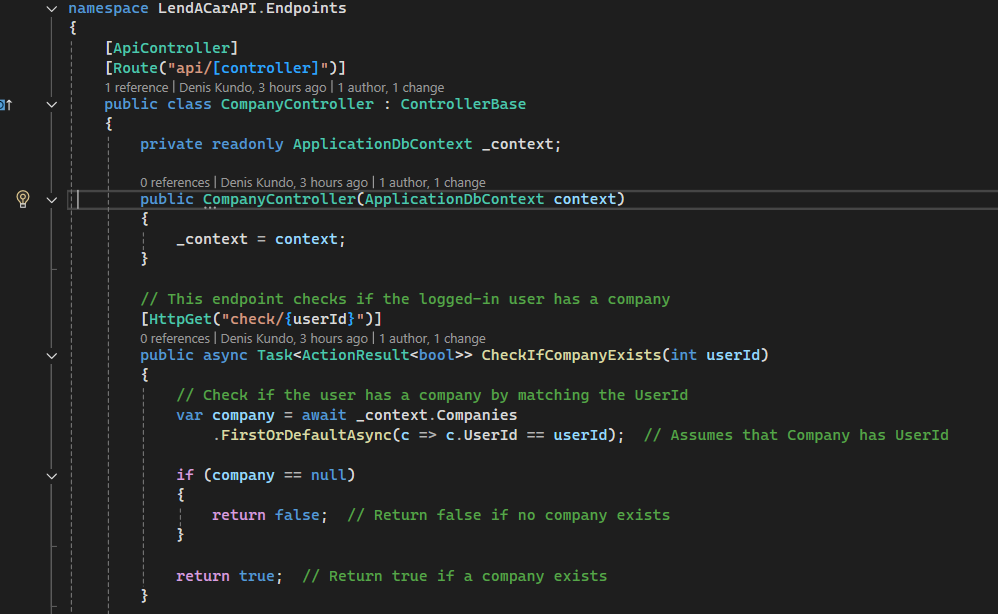 namespace LendACarAPI.Endpoints
{
[ApiController]
[Route("api/[controller]")]
1 reference | Denis Kundo, 3 hours ago | 1 author, 1 change
public class CompanyController : ControllerBase
{
private readonly ApplicationDbContext _context;
0 references | Denis Kundo, 3 hours ago | 1 author, 1 change
public CompanyController(ApplicationDbContext context)
{
_context = context;
}
// This endpoint checks if the logged-in user has a company
[HttpGet("check/{userId}")]
0 references | Denis Kundo, 3 hours ago | 1 author, 1 change
public async Task<ActionResult<bool>> CheckIfCompanyExists(int userId)
{
// Check if the user has a company by matching the UserId
var company = await _context.Companies
.FirstOrDefaultAsync(c => c.UserId == userId);  // Assumes that Company has UserId
if (company == null)
{
return false;  // Return false if no company exists
}
return true;  // Return true if a company exists
}